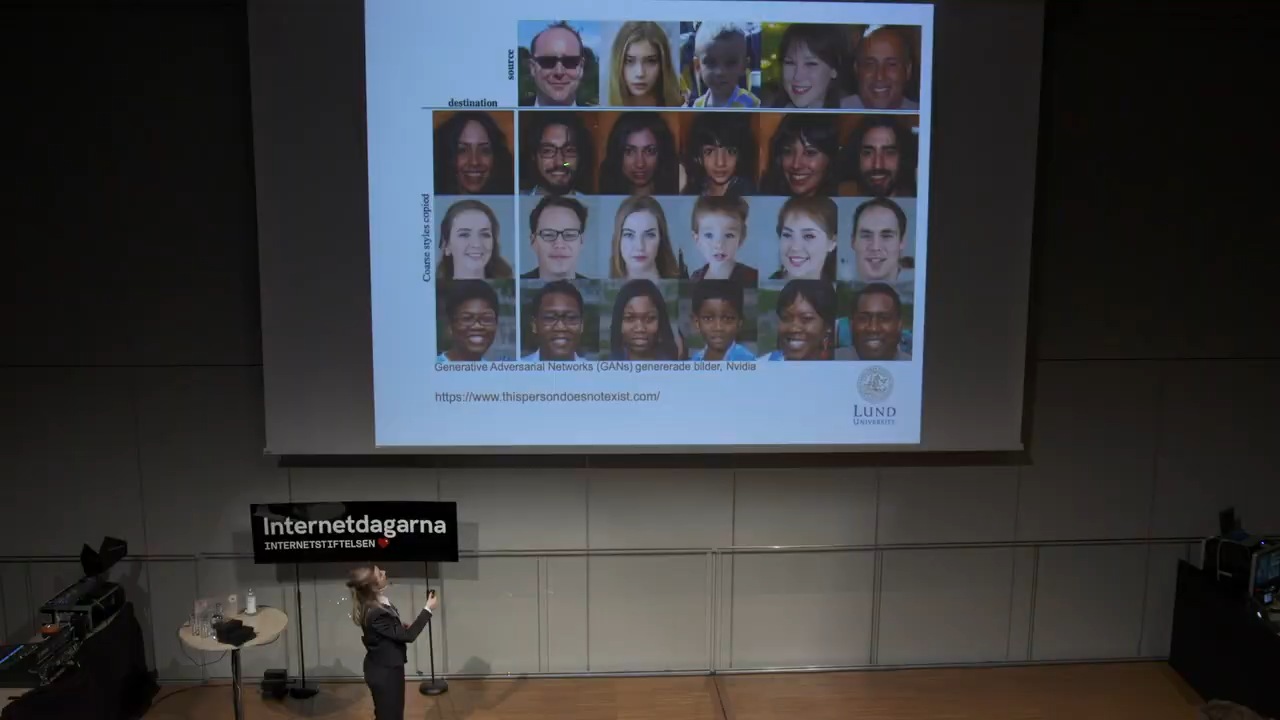 source
destination
Coarse styles copied
Generative Adversarial Networks (GANs) genererade bilder, Nvidia
https://www.thispersondoesnotexist.com/
LUND
UNIVERSITY
Internetdagarna
INTERNETSTIFTELSEN